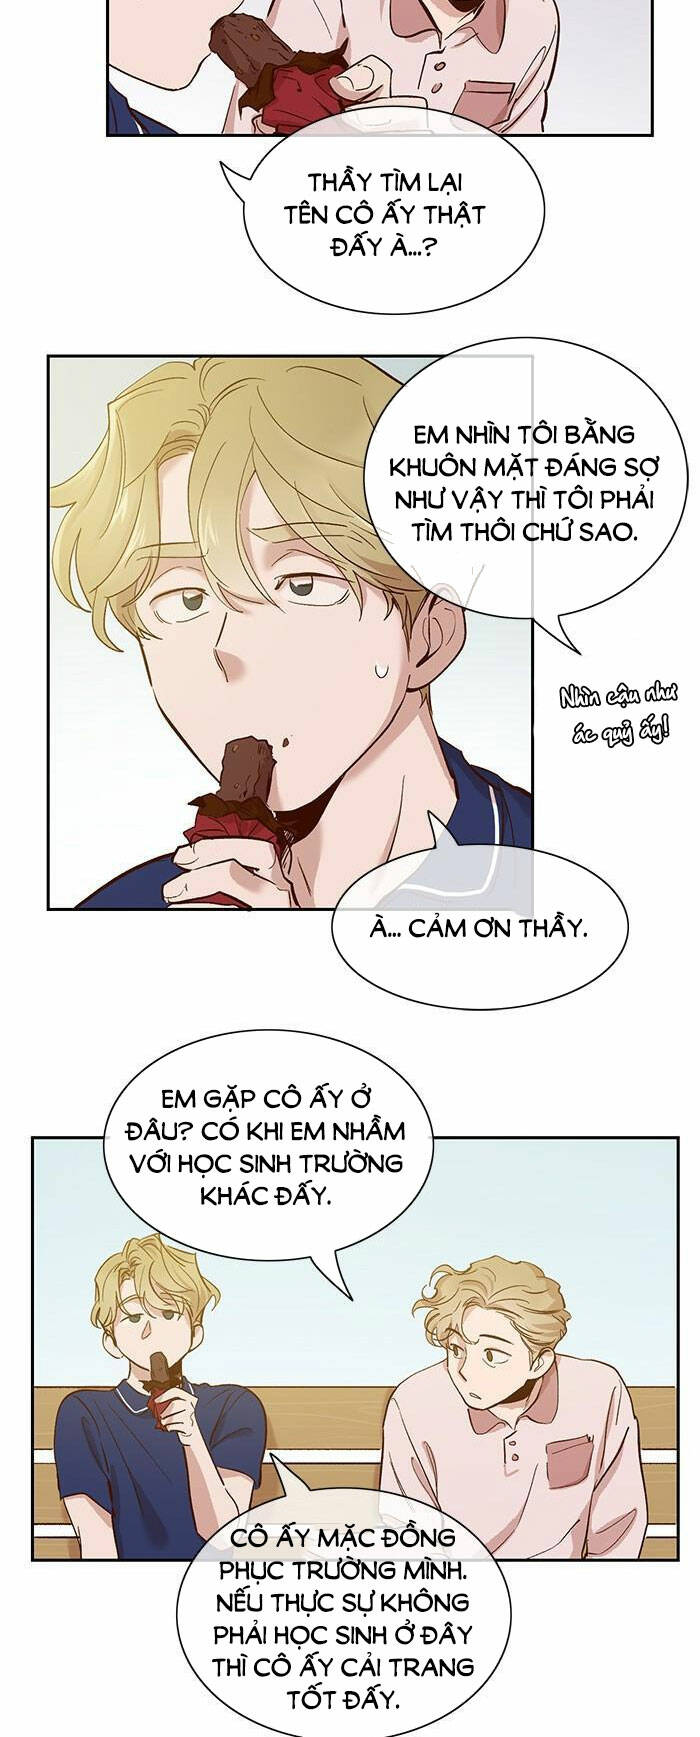 THẦY TÌM LẠI
TÊN CÔ ẤY THẬT
ĐẤY À...?
EM NHÌN TÔI BẰNG
KHUÔN MẶT ĐÁNG SỢ
NHƯ VẬY THÌ TÔI PHẢI
TÌM THÔI CHỨ SAO.
Nhìn cậu như
ác quỷ ấy!
À... CẢM ƠN THẦY.
EM GẶP CÔ ẤY Ở
ĐÂU? CÓ KHI EM NHẦM
VỚI HỌC SINH TRƯỜNG
KHÁC ĐẤY.
CÔ ẤY MẶC ĐỒNG
PHỤC TRƯỜNG MÌNH.
NẾU THỰC SỰ KHÔNG
PHẢI HỌC SINH Ở ĐÂY
THÌ CÔ ẤY CẢI TRANG
TỐT ĐẤY.